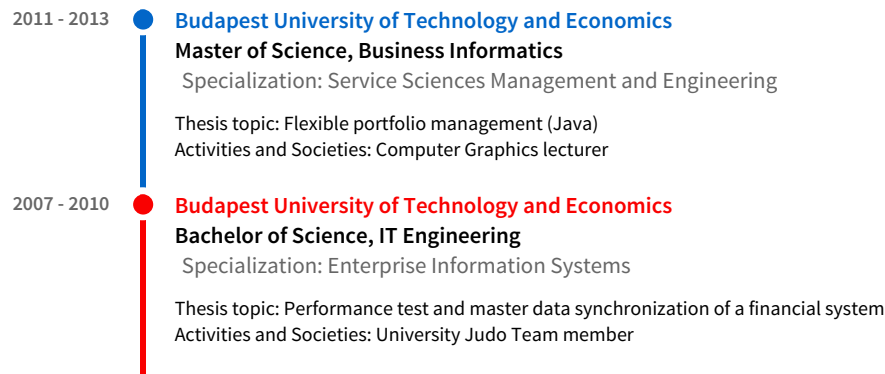 2011 - 2013
Budapest University of Technology and Economics
Master of Science, Business Informatics
Specialization: Service Sciences Management and Engineering
Thesis topic: Flexible portfolio management (Java)
Activities and Societies: Computer Graphics lecturer
2007 - 2010
Budapest University of Technology and Economics
Bachelor of Science, IT Engineering
Specialization: Enterprise Information Systems
Thesis topic: Performance test and master data synchronization of a financial system
Activities and Societies: University Judo Team member